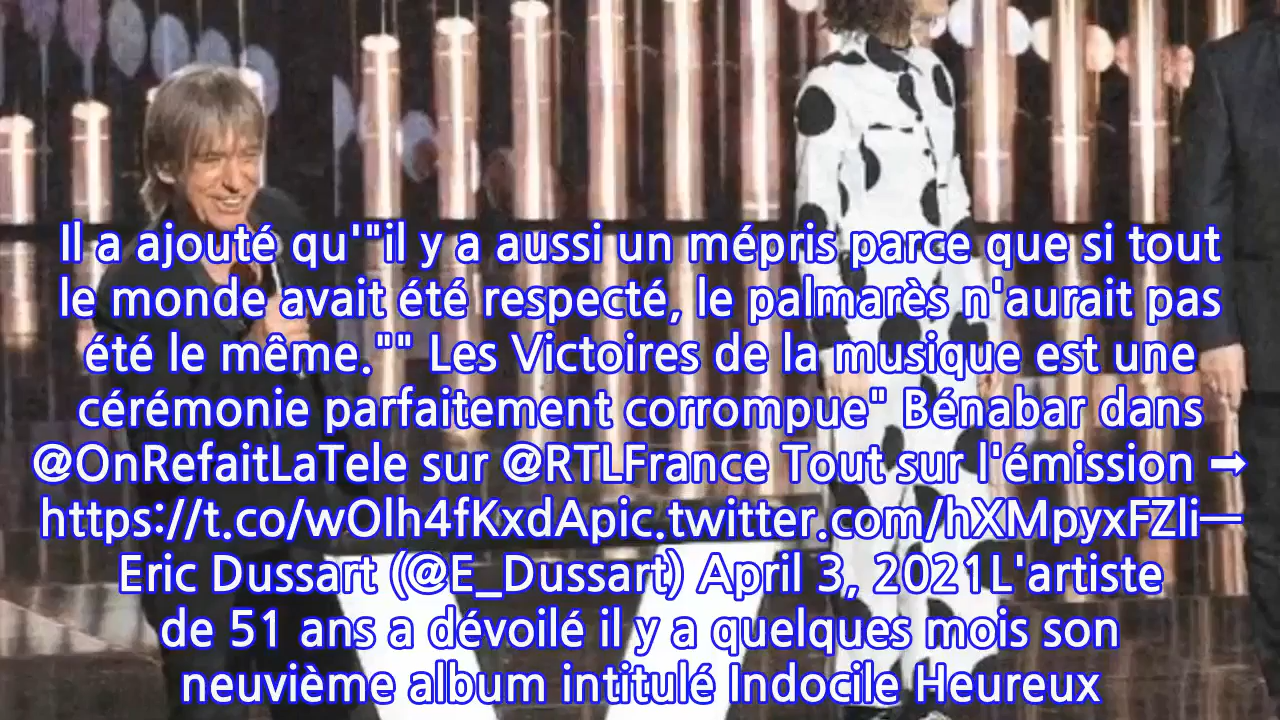 Il a ajouté qu'"il y a aussi un mépris parce que si tout
le monde avait été respecté, le palmarès n'aurait pas
été le même."" Les Victoires de la musique est une
cérémonie parfaitement corrompue" Bénabar dans
@OnRefaitLaTele sur @RTLFrance Tout sur l'émission ➞
https://t.co/wOlh4fKxdApic.twitter.com/hXMpyxFZli—
Eric Dussart (@E_Dussart) April 3, 2021L'artiste
de 51 ans a dévoilé il y a quelques mois son
neuvième album intitulé Indocile Heureux